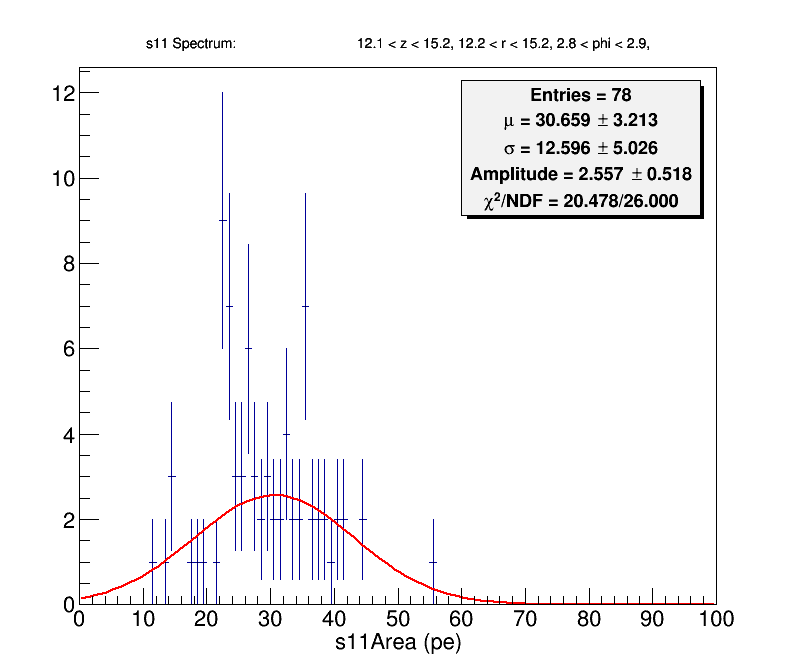 s11 Spectrum: 12.1 < z < 15.2, 12.2 < r < 15.2, 2.8 < phi < 2.9,
Entries = 78
μ = 30.659 ± 3.213
σ = 12.596 ± 5.026
Amplitude = 2.557 ± 0.518
χ²/NDF = 20.478/26.000
12
10
8
6
4
2
0
0 10 20 30 40 50 60 70 80 90 100
s11Area (pe)